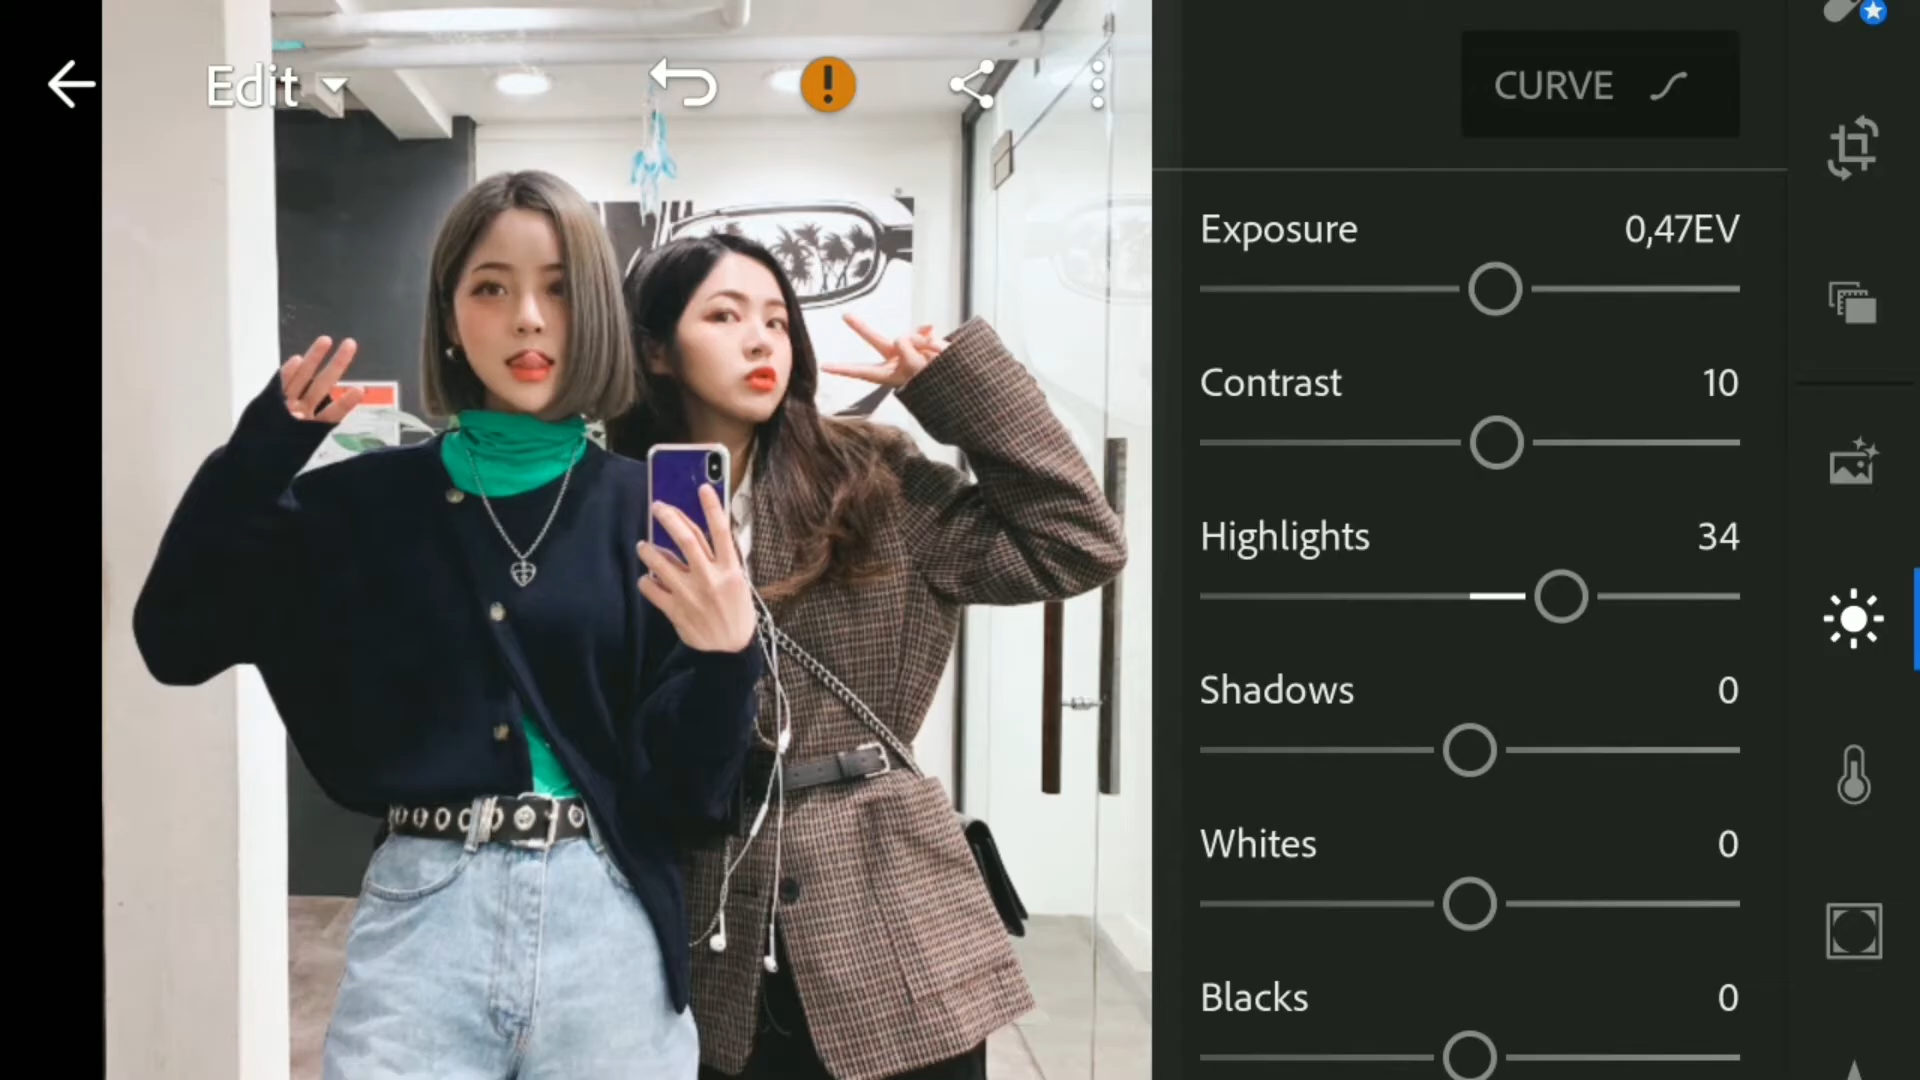 Edit
CURVE
Exposure 0,47EV
Contrast 10
Highlights 34
Shadows 0
Whites 0
Blacks 0